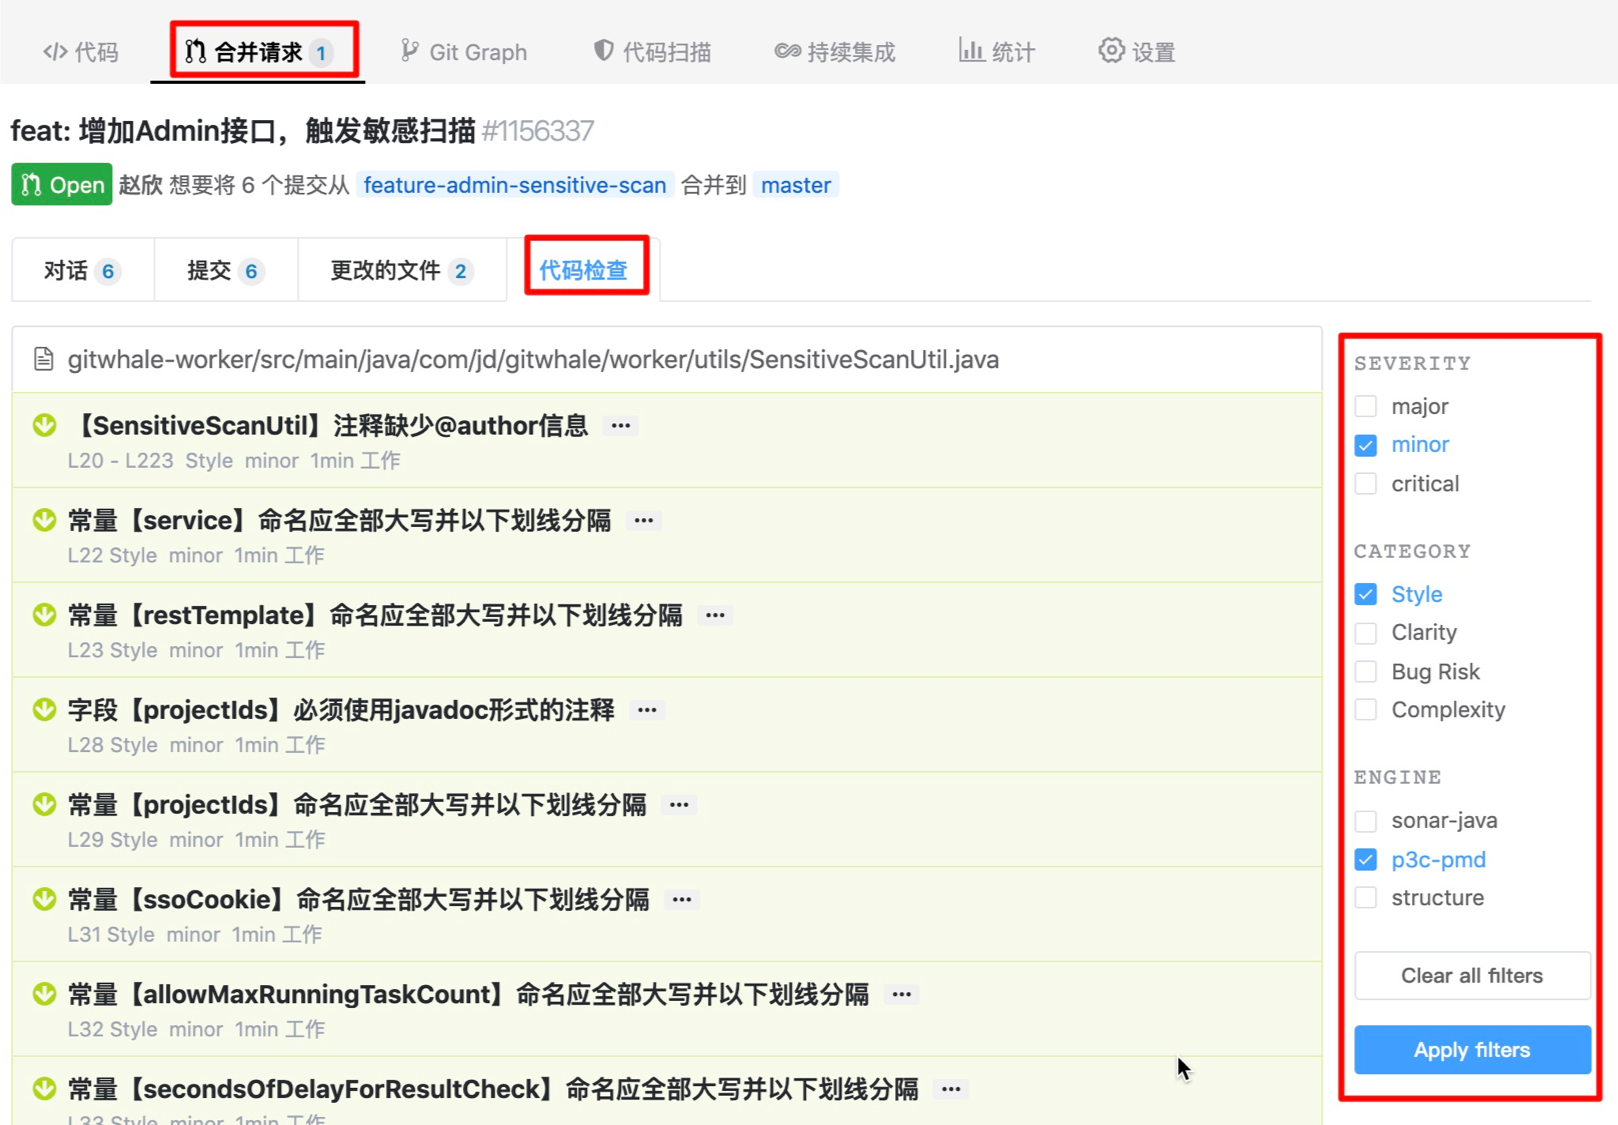 代码
合并请求 1
Git Graph
代码扫描
持续集成
统计
设置
feat: 增加Admin接口，触发敏感扫描 #1156337
Open 赵欣 想要将 6 个提交从 feature-admin-sensitive-scan 合并到 master
对话 6
提交 6
更改的文件 2
代码检查
gitwhale-worker/src/main/java/com/jd/gitwhale/worker/utils/SensitiveScanUtil.java
【SensitiveScanUtil】注释缺少@author信息 ···
L20 - L223 Style minor 1min 工作
常量【service】命名应全部大写并以下划线分隔 ···
L22 Style minor 1min 工作
常量【restTemplate】命名应全部大写并以下划线分隔 ···
L23 Style minor 1min 工作
字段【projectIds】必须使用javadoc形式的注释 ···
L28 Style minor 1min 工作
常量【projectIds】命名应全部大写并以下划线分隔 ···
L29 Style minor 1min 工作
常量【ssoCookie】命名应全部大写并以下划线分隔 ···
L31 Style minor 1min 工作
常量【allowMaxRunningTaskCount】命名应全部大写并以下划线分隔 ···
L32 Style minor 1min 工作
常量【secondsOfDelayForResultCheck】命名应全部大写并以下划线分隔 ···
L33 Style minor 1min 工作
SEVERITY
major
minor
critical
CATEGORY
Style
Clarity
Bug Risk
Complexity
ENGINE
sonar-java
p3c-pmd
structure
Clear all filters
Apply filters